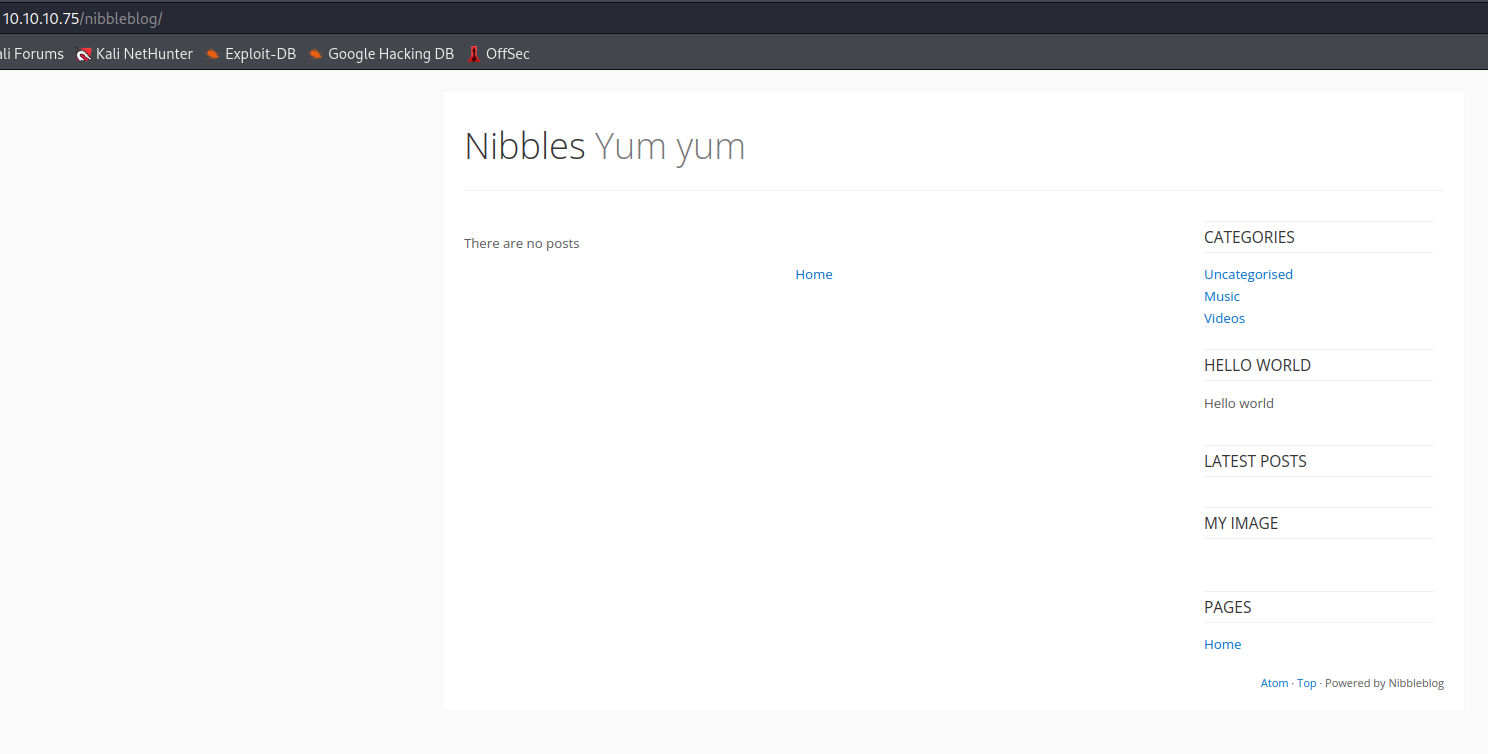 10.10.10.75/nibbleblog/
ali Forums Kali NetHunter Exploit-DB Google Hacking DB OffSec
Nibbles Yum yum
There are no posts
Home
CATEGORIES
Uncategorised
Music
Videos
HELLO WORLD
Hello world
LATEST POSTS
MY IMAGE
PAGES
Home
Atom · Top · Powered by Nibbleblog